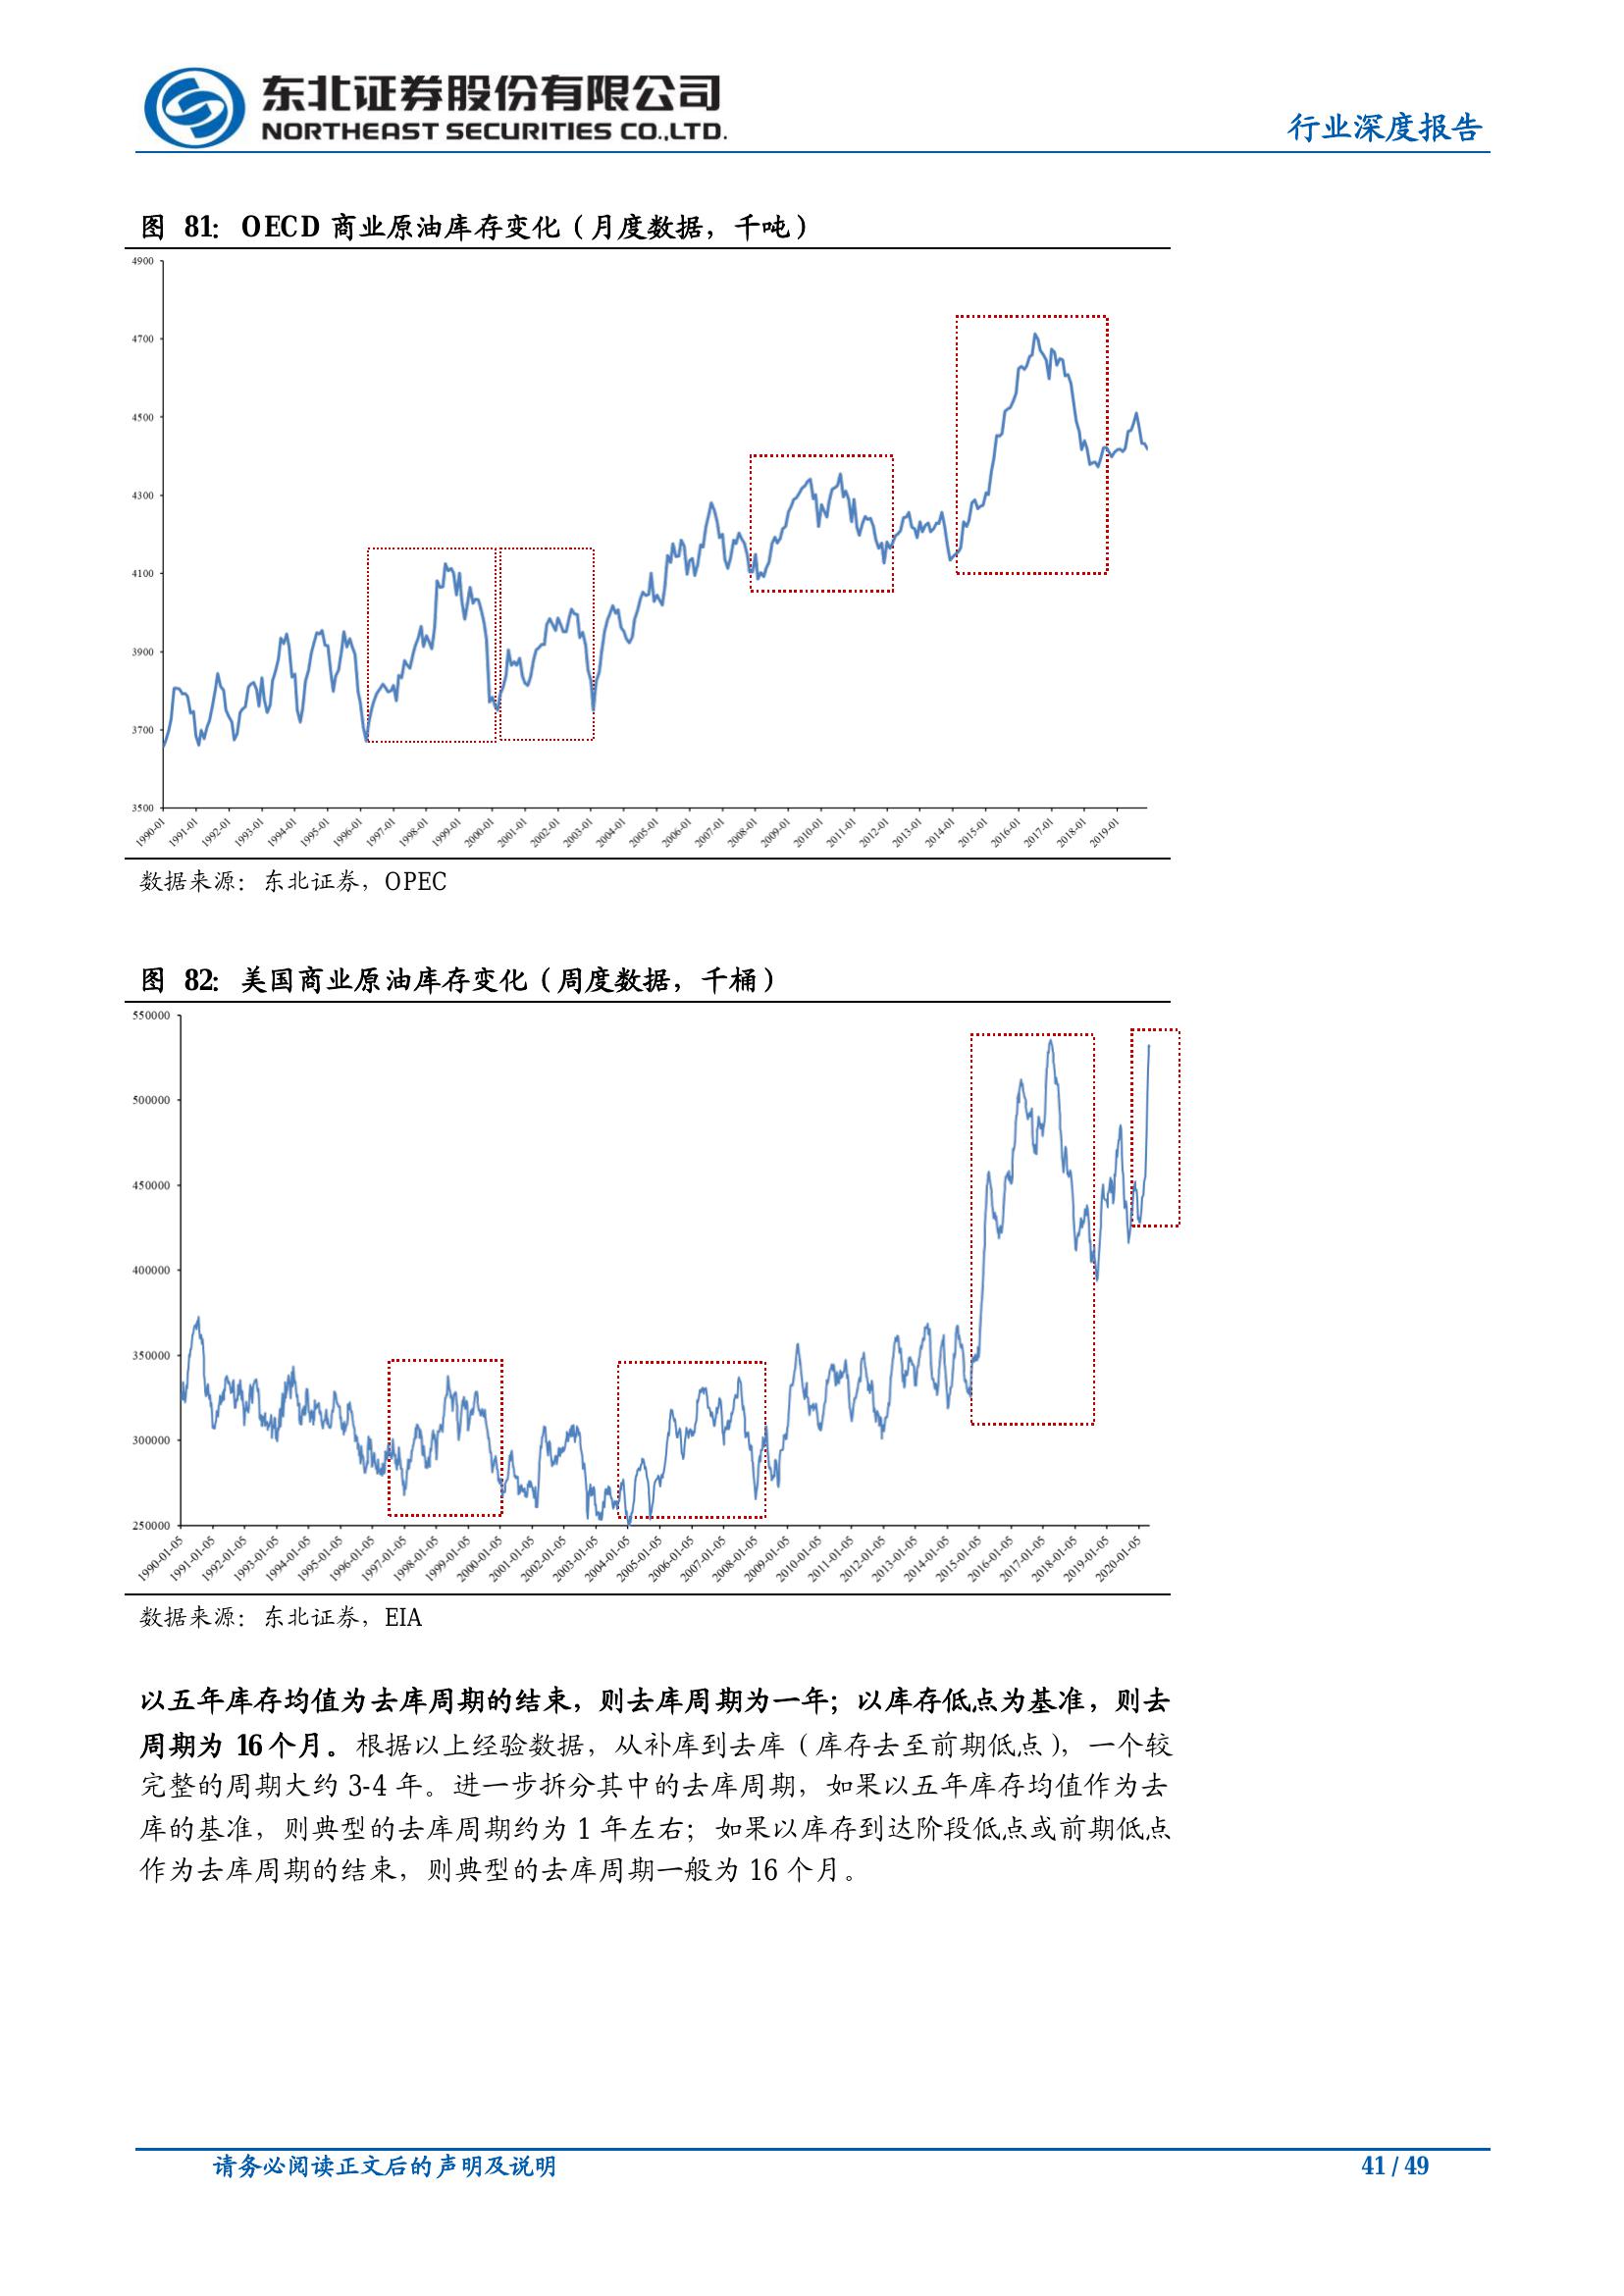 东北证券股份有限公司
NORTHEAST SECURITIES CO.,LTD.
行业深度报告
图 81: OECD 商业原油库存变化（月度数据，千吨）
4900
4700
4500
4300
4100
3900
3700
3500
1990-01 1991-01 1992-01 1993-01 1994-01 1995-01 1996-01 1997-01 1998-01 1999-01 2000-01 2001-01 2002-01 2003-01 2004-01 2005-01 2006-01 2007-01 2008-01 2009-01 2010-01 2011-01 2012-01 2013-01 2014-01 2015-01 2016-01 2017-01 2018-01 2019-01
数据来源：东北证券，OPEC
图 82: 美国商业原油库存变化（周度数据，千桶）
550000
500000
450000
400000
350000
300000
250000
1990-01-05 1991-01-05 1992-01-05 1993-01-05 1994-01-05 1995-01-05 1996-01-05 1997-01-05 1998-01-05 1999-01-05 2000-01-05 2001-01-05 2002-01-05 2003-01-05 2004-01-05 2005-01-05 2006-01-05 2007-01-05 2008-01-05 2009-01-05 2010-01-05 2011-01-05 2012-01-05 2013-01-05 2014-01-05 2015-01-05 2016-01-05 2017-01-05 2018-01-05 2019-01-05 2020-01-05
数据来源：东北证券，EIA
以五年库存均值为去库周期的结束，则去库周期为一年；以库存低点为基准，则去
周期为 16 个月。根据以上经验数据，从补库到去库（库存去至前期低点），一个较
完整的周期大约 3-4 年。进一步拆分其中的去库周期，如果以五年库存均值作为去
库的基准，则典型的去库周期约为 1 年左右；如果以库存到达阶段低点或前期低点
作为去库周期的结束，则典型的去库周期一般为 16 个月。
请务必阅读正文后的声明及说明
41 / 49